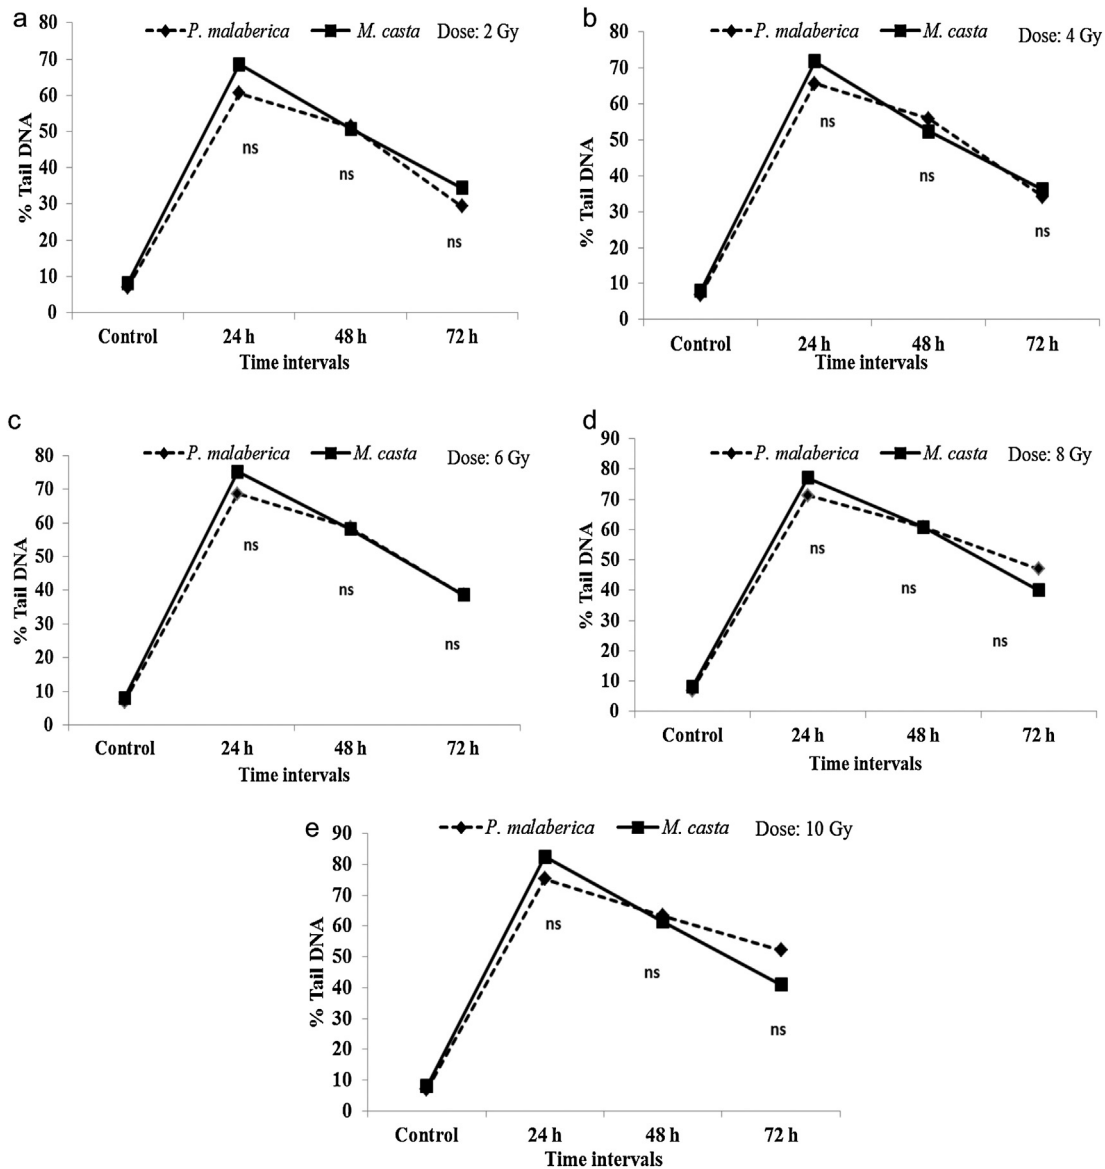 a
P. malaberica M. casta Dose: 2 Gy
80
70
60
50
40
30
20
10
0
% Tail DNA
ns
ns
ns
Control 24 h 48 h 72 h
Time intervals
b
P. malaberica M. casta Dose: 4 Gy
80
70
60
50
40
30
20
10
0
% Tail DNA
ns
ns
ns
Control 24 h 48 h 72 h
Time intervals
c
P. malaberica M. casta Dose: 6 Gy
80
70
60
50
40
30
20
10
0
% Tail DNA
ns
ns
ns
Control 24 h 48 h 72 h
Time intervals
d
P. malaberica M. casta Dose: 8 Gy
90
80
70
60
50
40
30
20
10
0
% Tail DNA
ns
ns
ns
Control 24 h 48 h 72 h
Time intervals
e
P. malaberica M. casta Dose: 10 Gy
90
80
70
60
50
40
30
20
10
0
% Tail DNA
ns
ns
ns
Control 24 h 48 h 72 h
Time intervals